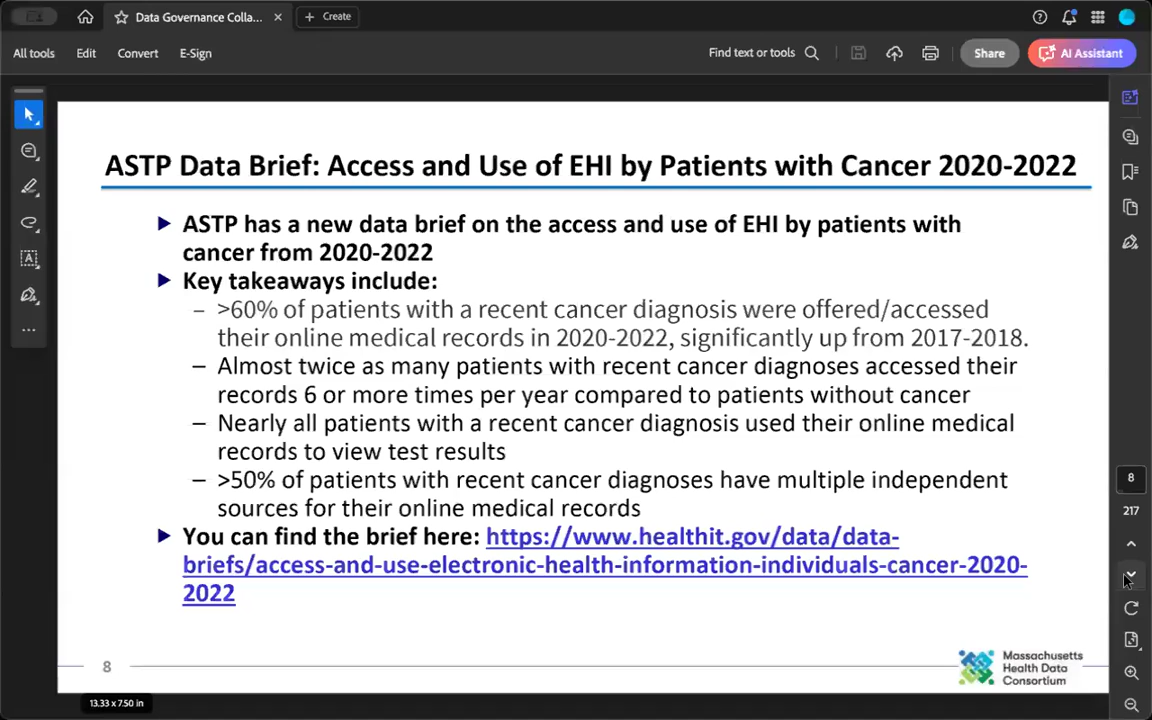 Data Governance Colla...
Create
All tools
Edit
Convert
E-Sign
Find text or tools
Share
AI Assistant
ASTP Data Brief: Access and Use of EHI by Patients with Cancer 2020-2022
ASTP has a new data brief on the access and use of EHI by patients with
cancer from 2020-2022
Key takeaways include:
– >60% of patients with a recent cancer diagnosis were offered/accessed
their online medical records in 2020-2022, significantly up from 2017-2018.
– Almost twice as many patients with recent cancer diagnoses accessed their
records 6 or more times per year compared to patients without cancer
– Nearly all patients with a recent cancer diagnosis used their online medical
records to view test results
– >50% of patients with recent cancer diagnoses have multiple independent
sources for their online medical records
You can find the brief here: https://www.healthit.gov/data/data-
briefs/access-and-use-electronic-health-information-individuals-cancer-2020-
2022
8
217
8
Massachusetts
Health Data
Consortium
13.33 x 7.50 in